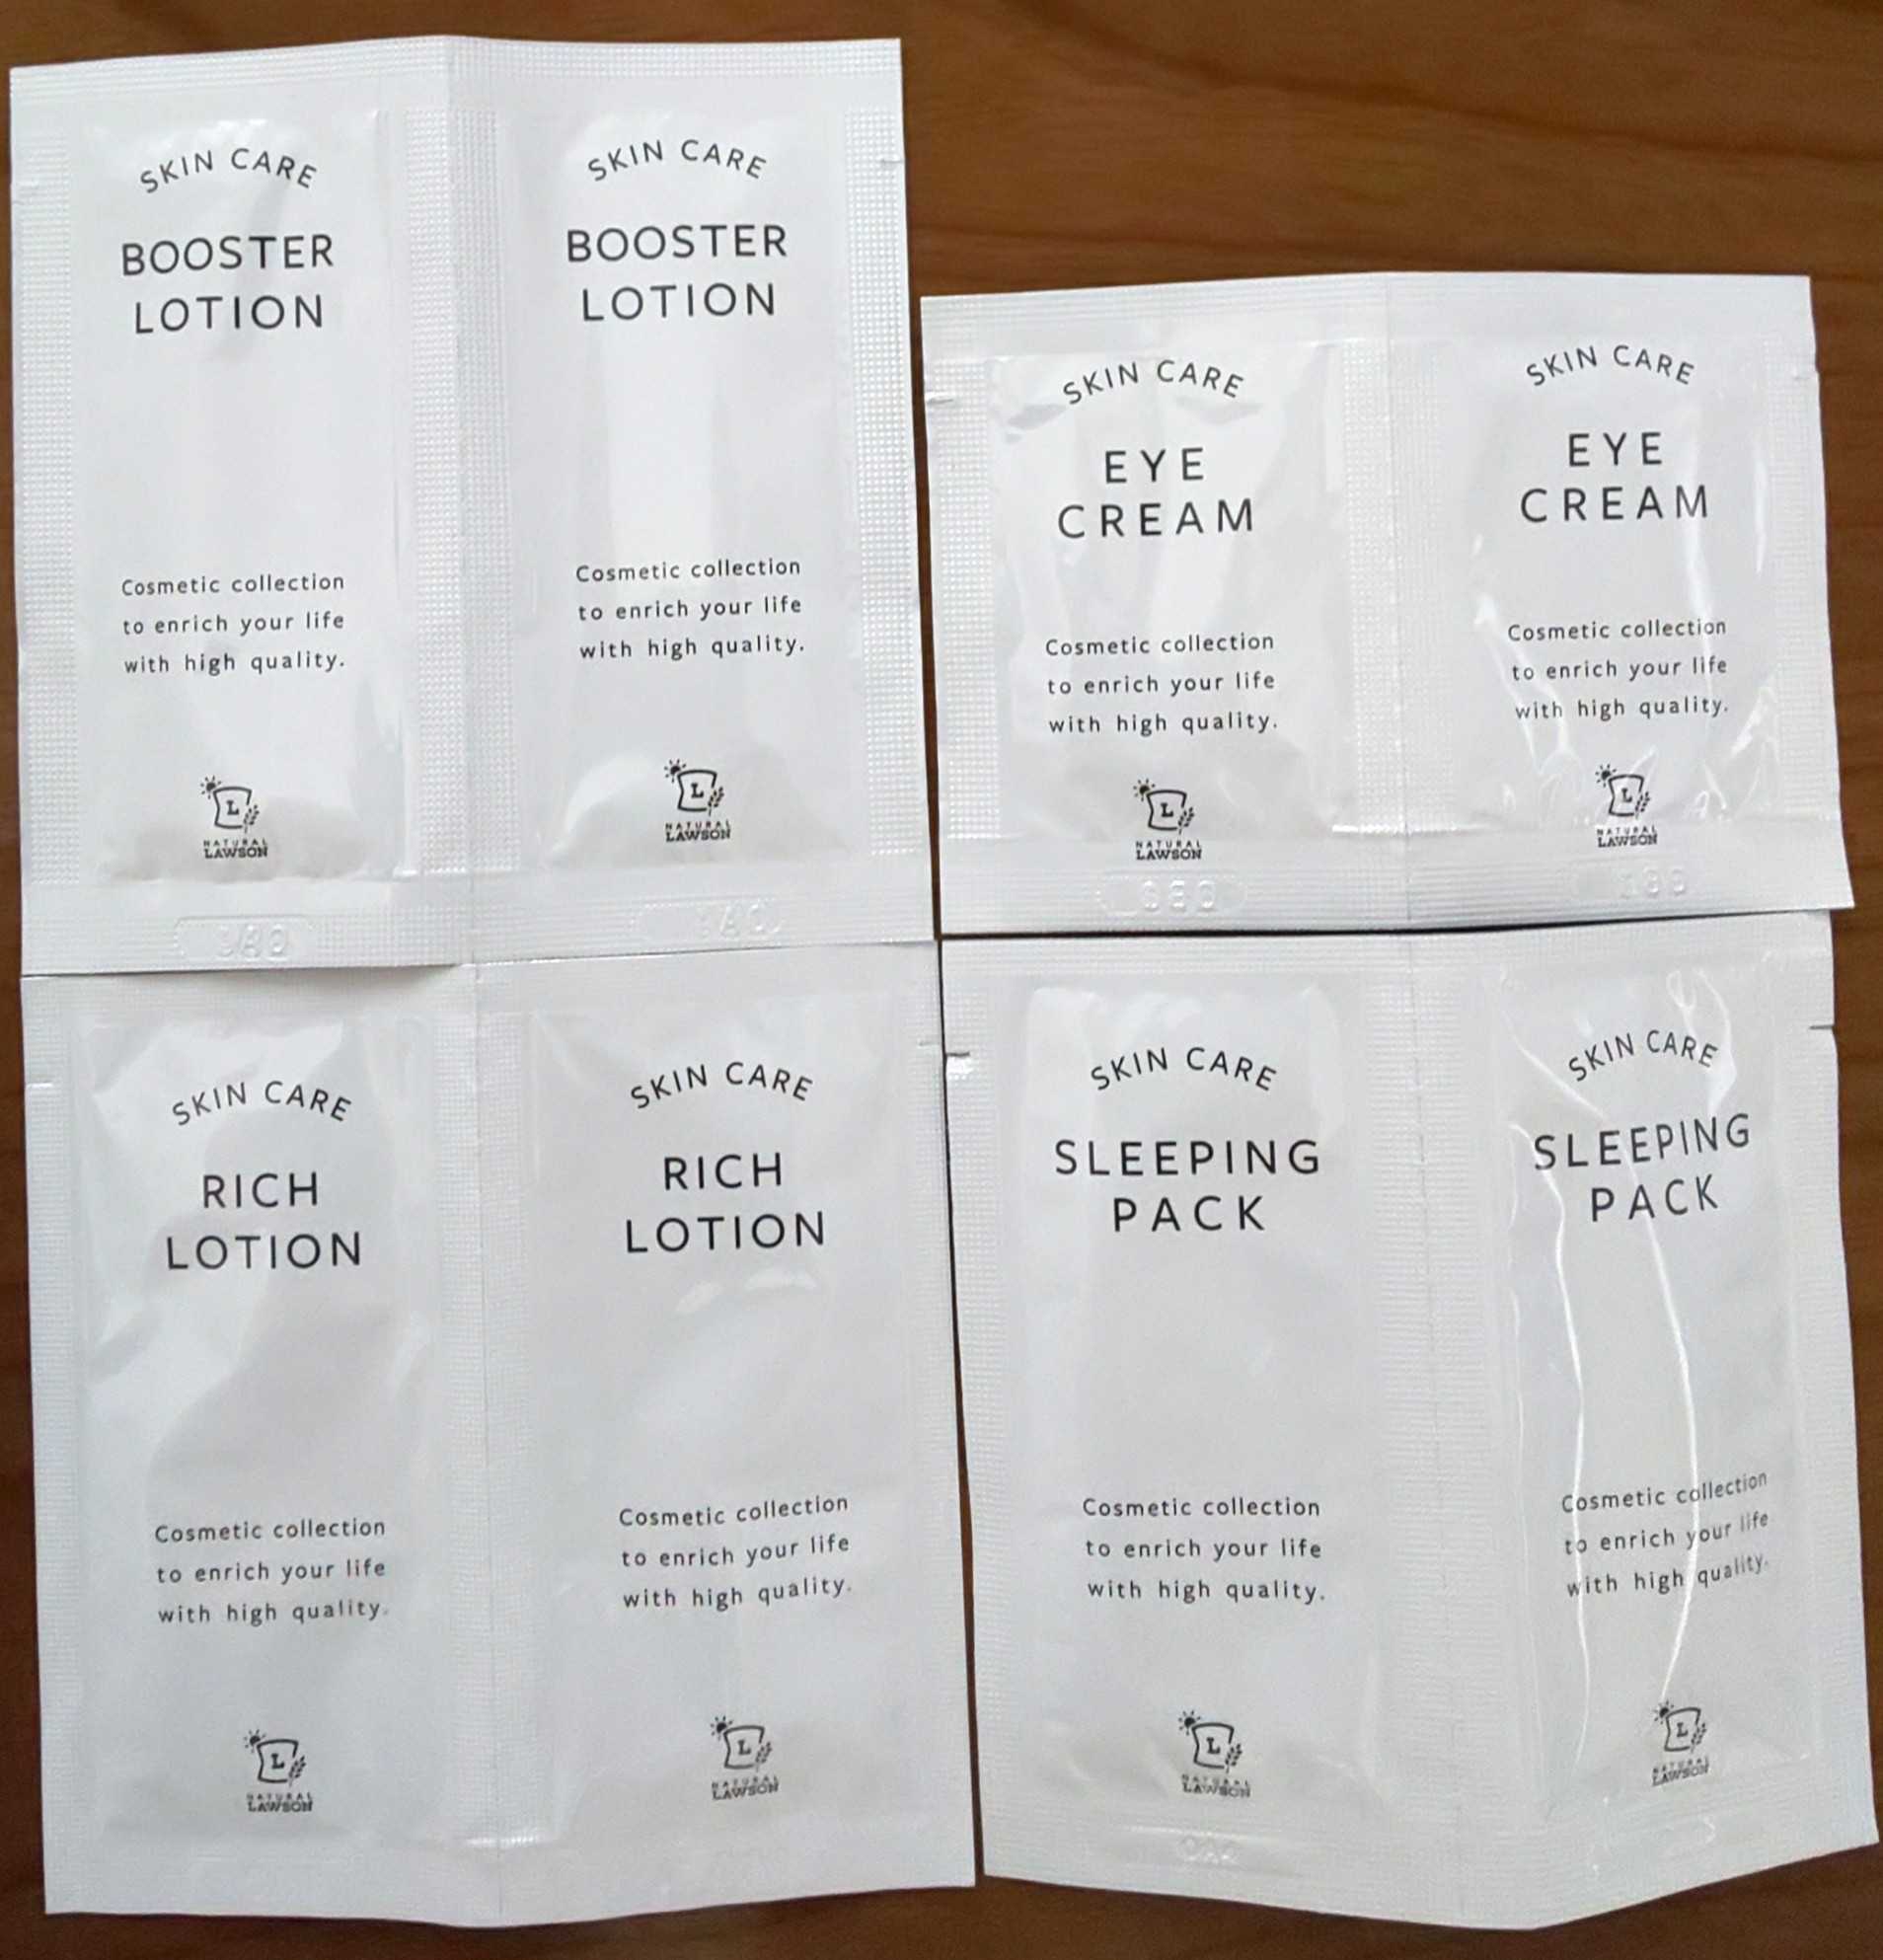 SKIN CARE
BOOSTER
LOTION
Cosmetic collection
to enrich your life
with high quality.
L
NATURAL
LAWSON
SKIN CARE
BOOSTER
LOTION
Cosmetic collection
to enrich your life
with high quality.
L
NATURAL
LAWSON
SKIN CARE
EYE
CREAM
Cosmetic collection
to enrich your life
with high quality.
L
NATURAL
LAWSON
SKIN CARE
EYE
CREAM
Cosmetic collection
to enrich your life
with high quality.
L
NATURAL
LAWSON
SKIN CARE
RICH
LOTION
Cosmetic collection
to enrich your life
with high quality.
L
NATURAL
LAWSON
SKIN CARE
RICH
LOTION
Cosmetic collection
to enrich your life
with high quality.
L
NATURAL
LAWSON
SKIN CARE
SLEEPING
PACK
Cosmetic collection
to enrich your life
with high quality.
L
NATURAL
LAWSON
SKIN CARE
SLEEPING
PACK
Cosmetic collection
to enrich your life
with high quality.
L
NATURAL
LAWSON